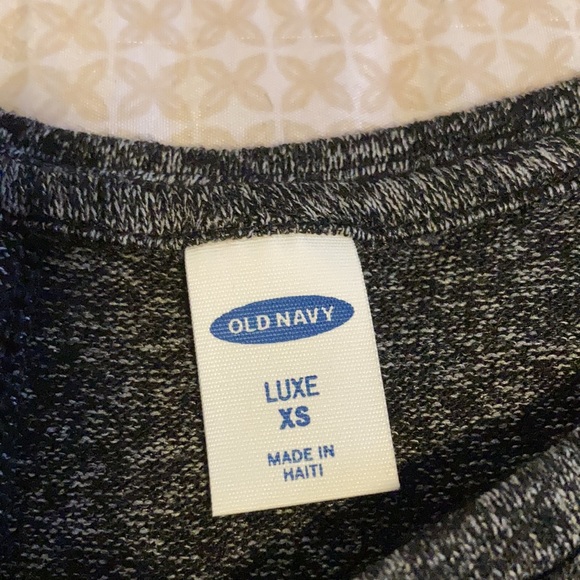 OLD NAVY
LUXE
XS
MADE IN
HAITI